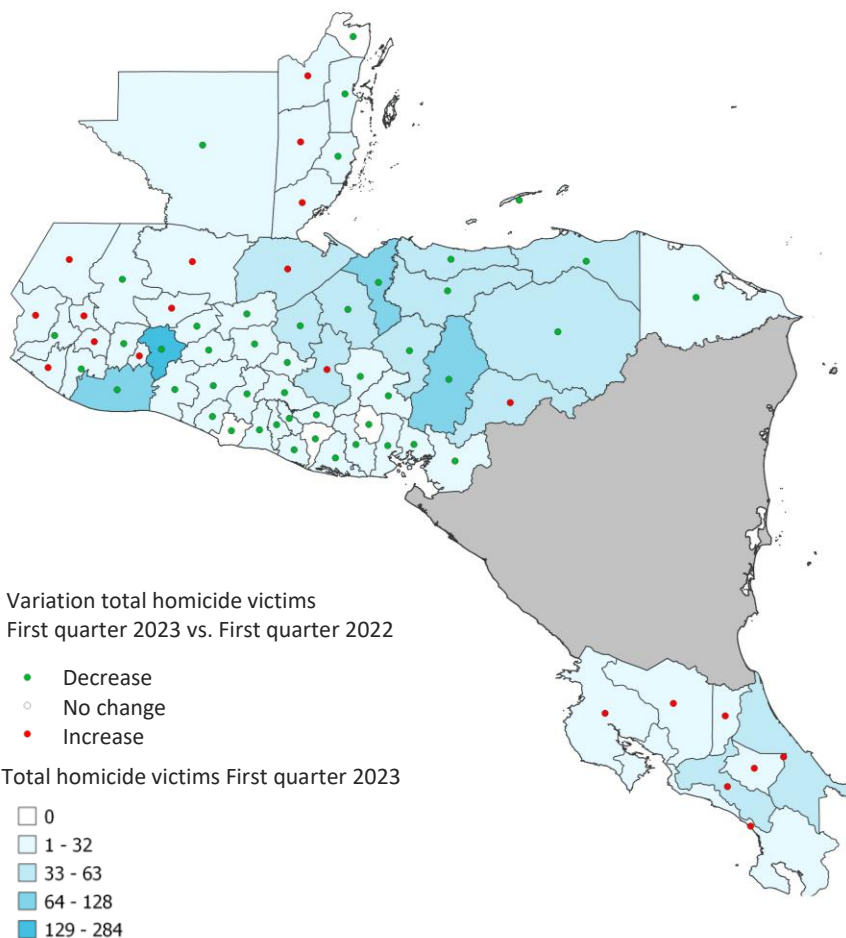 Variation total homicide victims
First quarter 2023 vs. First quarter 2022
Decrease
No change
Increase
Total homicide victims First quarter 2023
0
1 - 32
33 - 63
64 - 128
129 - 284